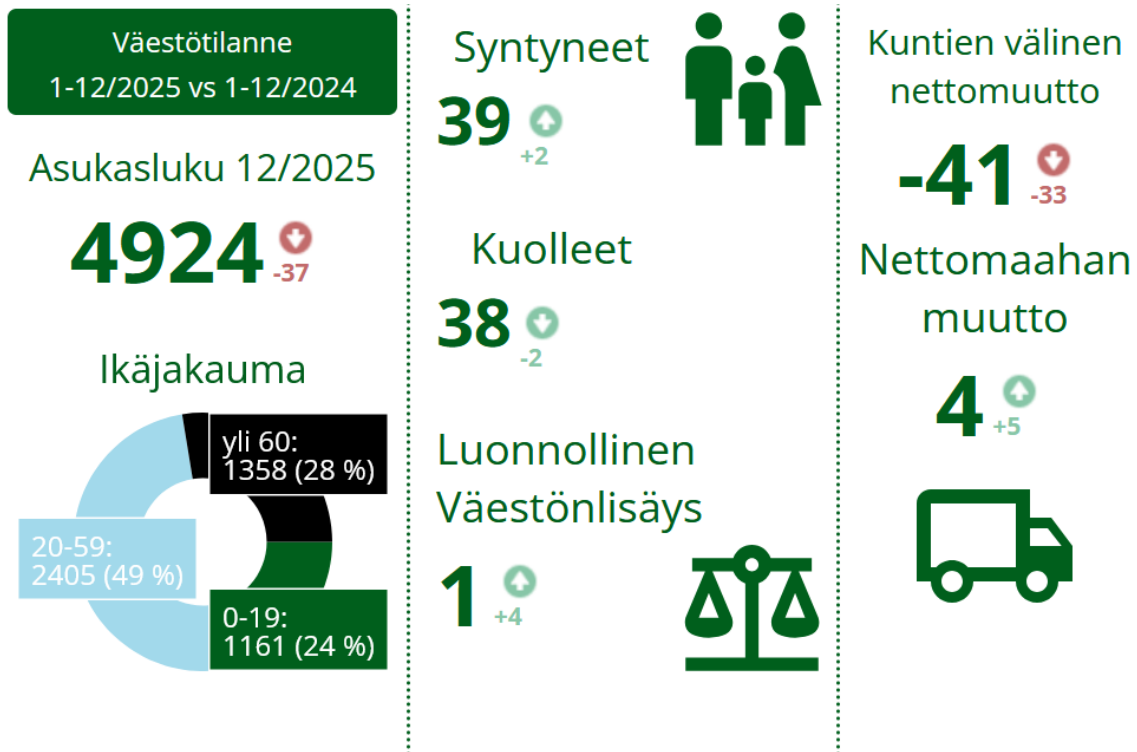 Väestötilanne
1-12/2025 vs 1-12/2024
Asukasluku 12/2025
4924
-37
Ikäjakauma
yli 60:
1358 (28 %)
20-59:
2405 (49 %)
0-19:
1161 (24 %)
Syntyneet
39
+2
Kuolleet
38
-2
Luonnollinen
Väestönlisäys
1
+4
Kuntien välinen
nettomuutto
-41
-33
Nettomaahan
muutto
4
+5